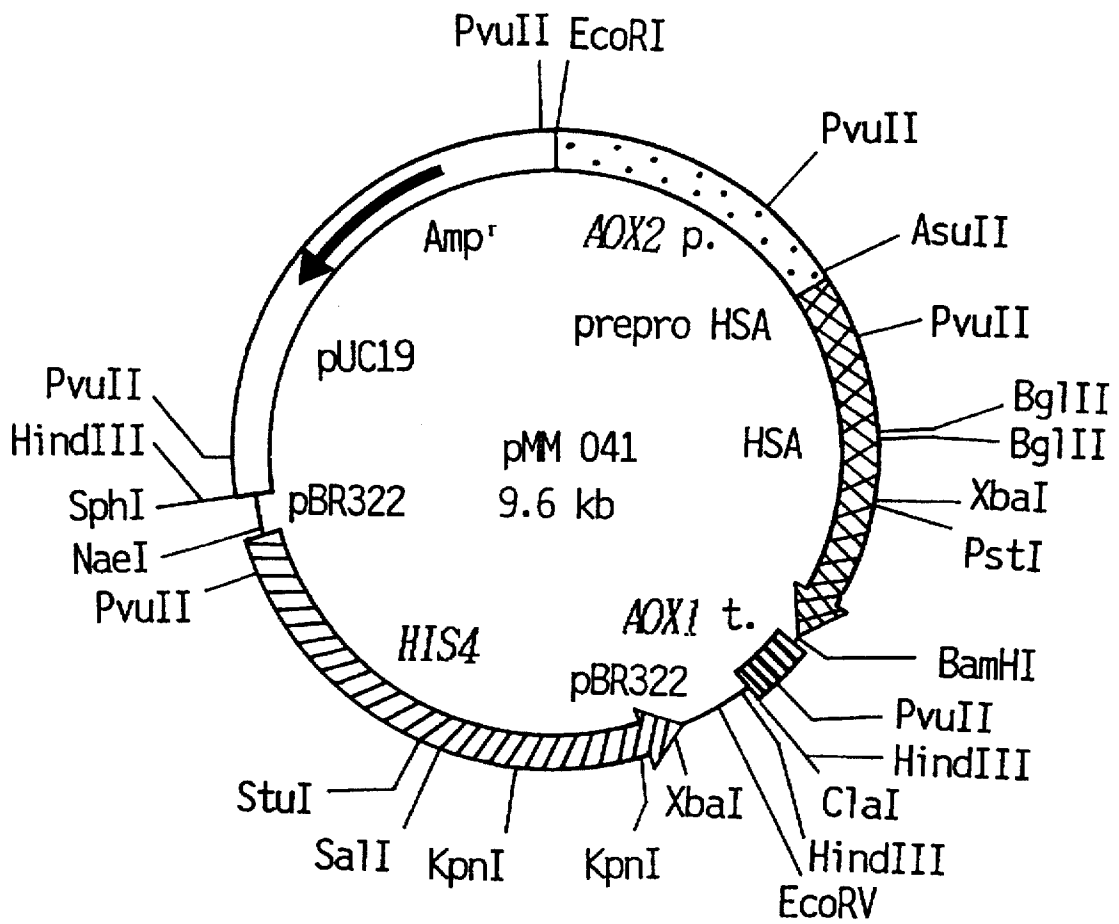 PvuII EcoRI
PvuII
AsuII
Ampʳ
AOX2 p.
prepro HSA
PvuII
pUC19
PvuII
BglII
BglII
HindIII
HSA
pMM 041
9.6 kb
XbaI
SphI
pBR322
PstI
NaeI
PvuII
AOX1 t.
HIS4
pBR322
BamHI
PvuII
HindIII
StuI
XbaI
ClaI
SalI
KpnI
KpnI
HindIII
EcoRV